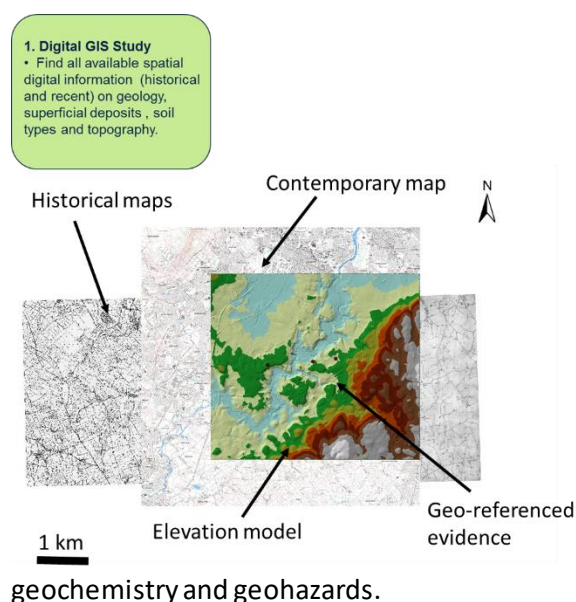 1. Digital GIS Study
• Find all available spatial
digital information (historical
and recent) on geology,
superficial deposits , soil
types and topography.
Contemporary map
N
Historical maps
Geo-referenced
evidence
Elevation model
1 km
geochemistry and geohazards.